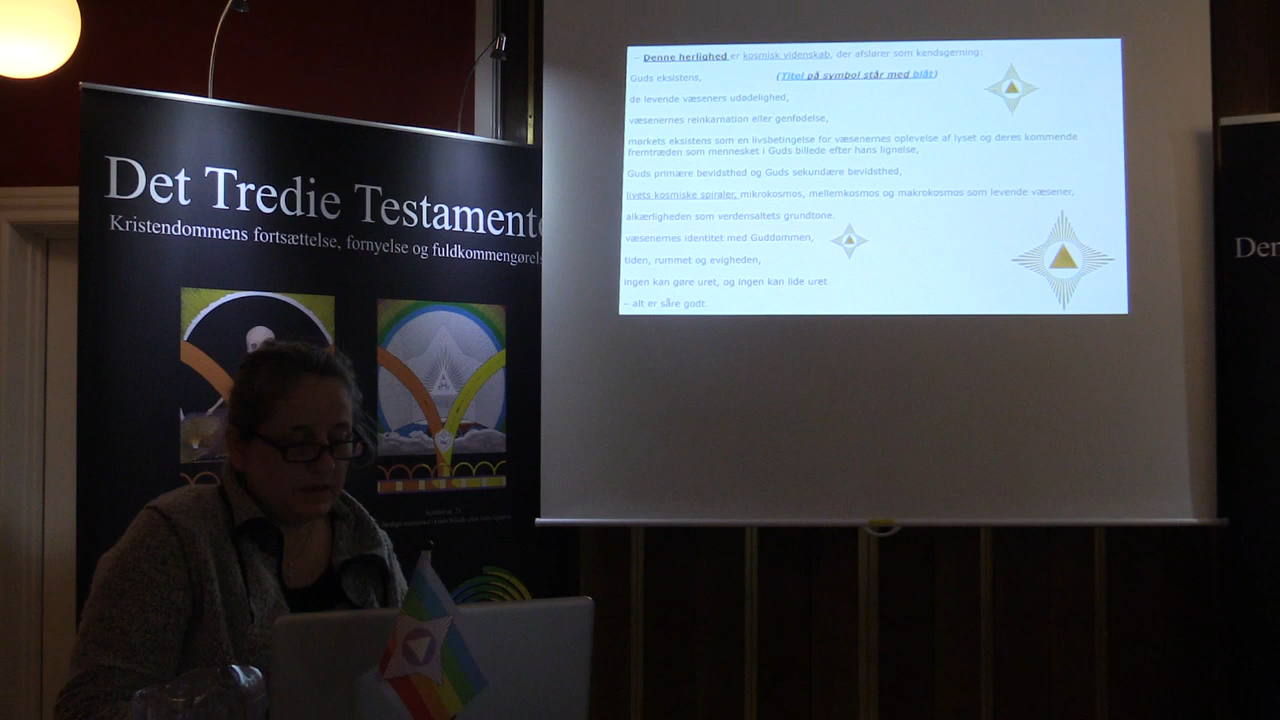 Det Tredie Testamente
Kristendommens fortsættelse, fornyelse og fuldkommengørelse
– Denne herlighed er kosmisk videnskab, der afslører som kendsgerning:
Guds eksistens, (Titel på symbol står med blåt)
de levende væseners udødelighed,
væsenernes reinkarnation eller genfødelse,
mørkets eksistens som en livsbetingelse for væsenernes oplevelse af lyset og deres kommende
fremtræden som mennesket i Guds billede efter hans lignelse,
Guds primære bevidsthed og Guds sekundære bevidsthed,
livets kosmiske spiraler, mikrokosmos, mellemkosmos og makrokosmos som levende væsener,
alkærligheden som verdensaltets grundtone.
væsenernes identitet med Guddommen,
tiden, rummet og evigheden,
ingen kan gøre uret, og ingen kan lide uret
– alt er såre godt.
Den